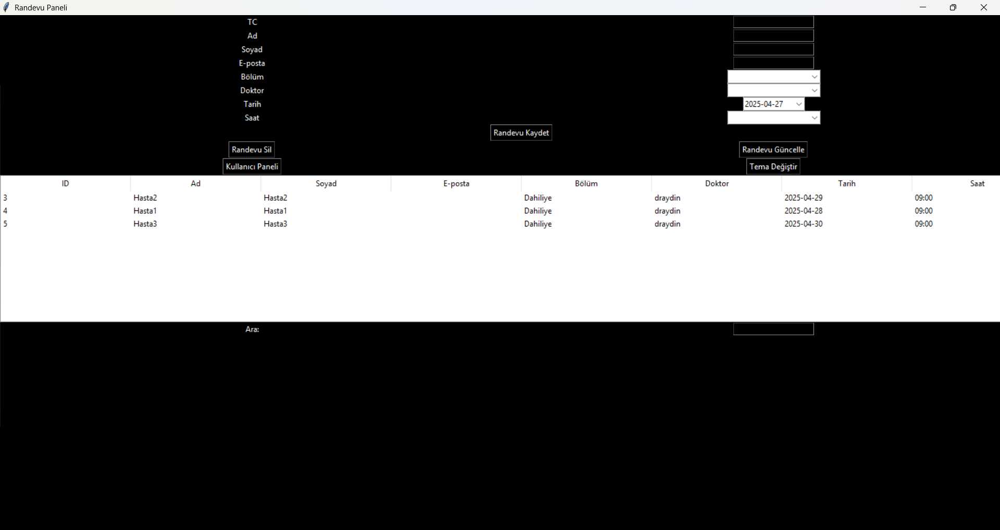 Randevu Paneli
TC
Ad
Soyad
E-posta
Bölüm
Doktor
Tarih 2025-04-27
Saat
Randevu Kaydet
Randevu Sil Randevu Güncelle
Kullanıcı Paneli Tema Değiştir
ID Ad Soyad E-posta Bölüm Doktor Tarih Saat
3 Hasta2 Hasta2 Dahiliye draydin 2025-04-29 09:00
4 Hasta1 Hasta1 Dahiliye draydin 2025-04-28 09:00
5 Hasta3 Hasta3 Dahiliye draydin 2025-04-30 09:00
Ara: